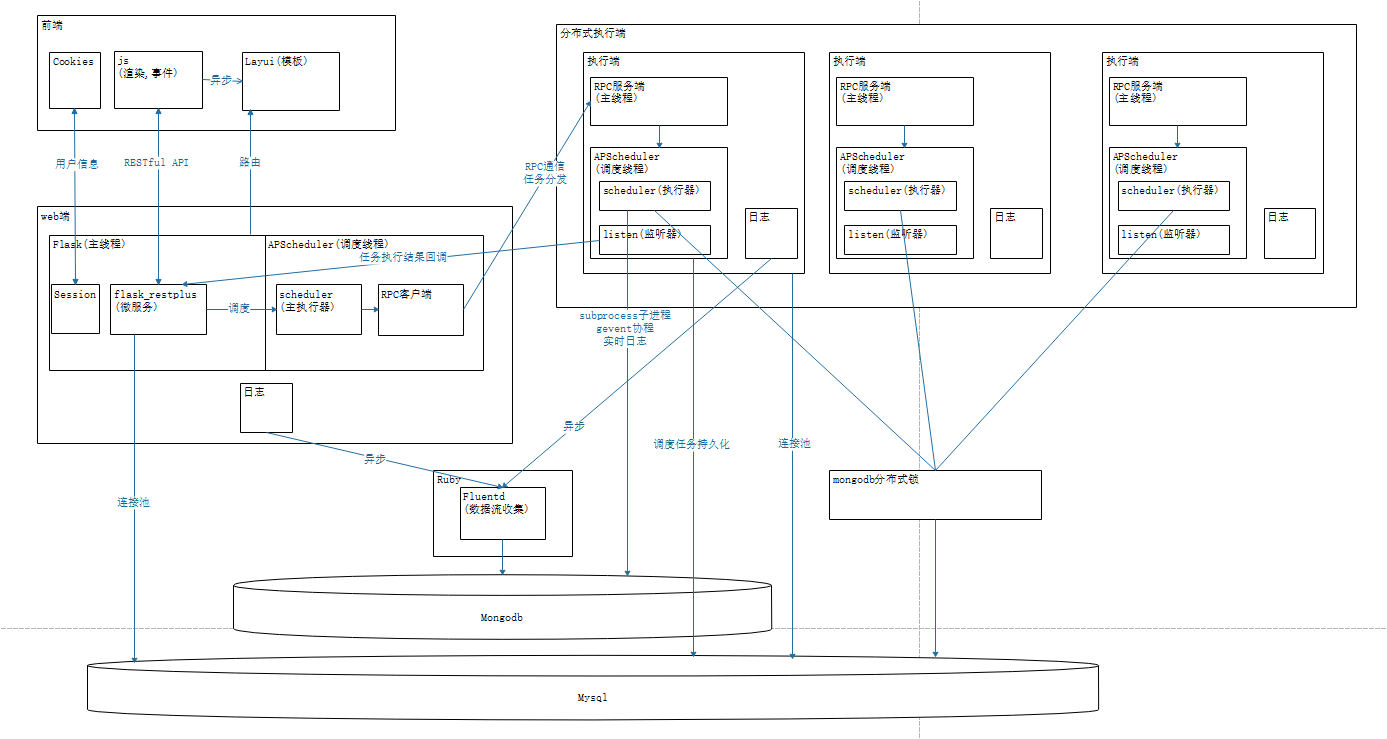 前端
Cookies
js
(渲染,事件)
异步
Layui(模板)
用户信息
RESTful API
路由
web端
Flask(主线程)
APScheduler(调度线程)
任务执行结果回调
Session
flask_restplus
(微服务)
调度
scheduler
(主执行器)
RPC客户端
日志
RPC通信
任务分发
分布式执行端
执行端
RPC服务端
(主线程)
APScheduler
(调度线程)
scheduler(执行器)
listen(监听器)
日志
执行端
RPC服务端
(主线程)
APScheduler
(调度线程)
scheduler(执行器)
listen(监听器)
日志
执行端
RPC服务端
(主线程)
APScheduler
(调度线程)
scheduler(执行器)
listen(监听器)
日志
subprocess子进程
gevent协程
实时日志
异步
异步
调度任务持久化
连接池
连接池
Ruby
Fluentd
(数据流收集)
mongodb分布式锁
Mongodb
Mysql